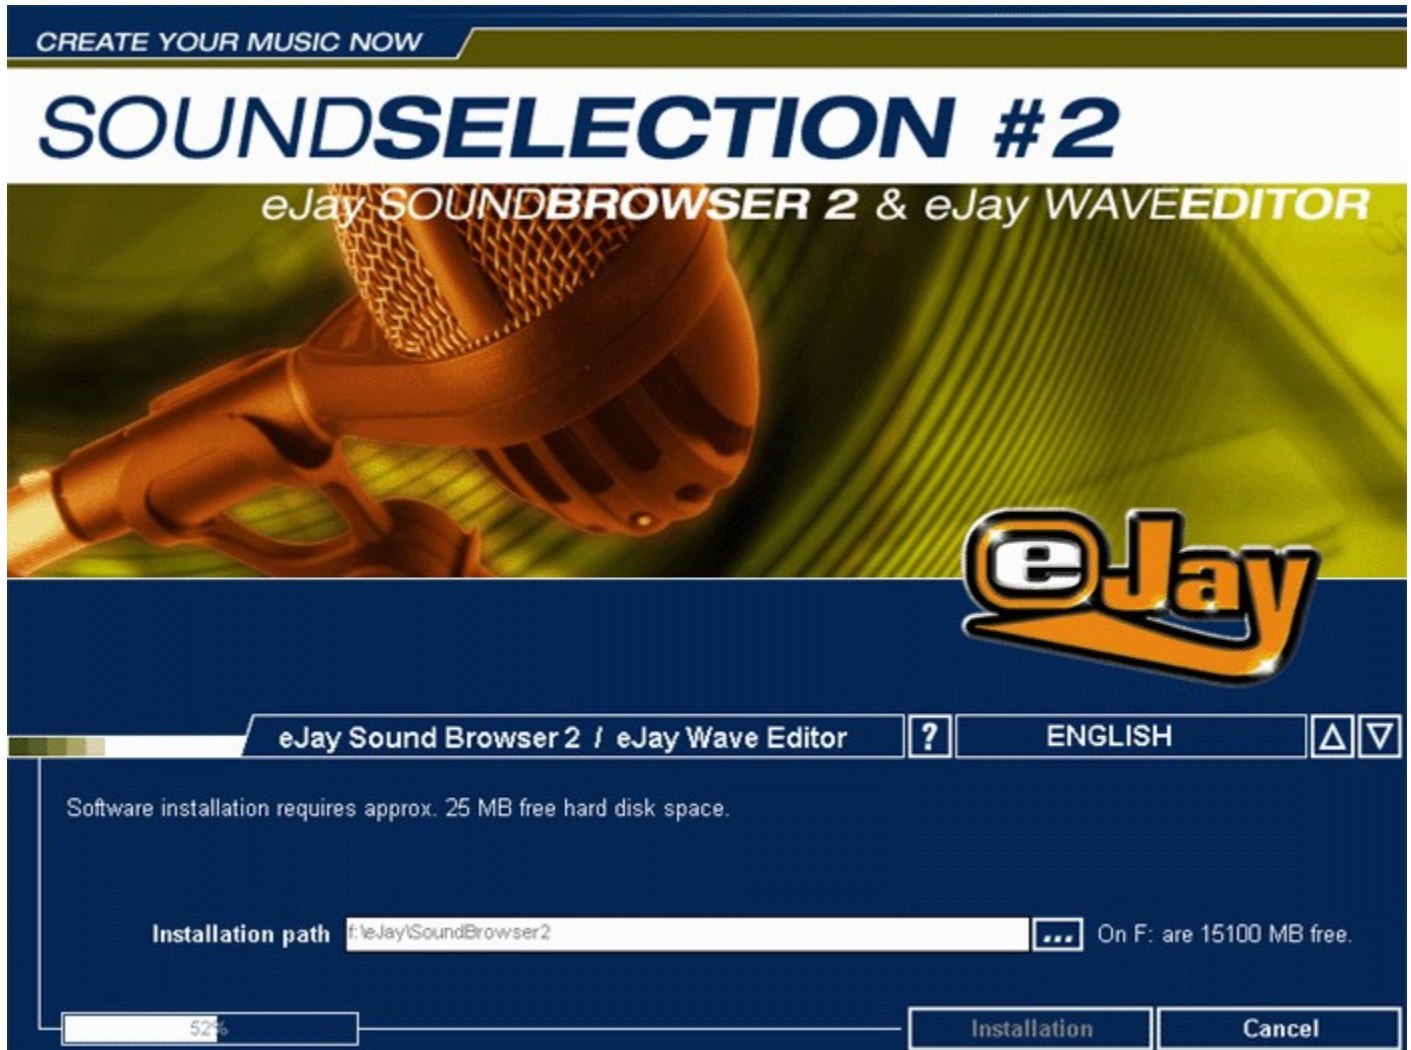 CREATE YOUR MUSIC NOW
SOUNDSELECTION #2
eJay SOUNDBROWSER 2 & eJay WAVEEDITOR
eJay
eJay Sound Browser 2 / eJay Wave Editor
?
ENGLISH
Software installation requires approx. 25 MB free hard disk space.
Installation path f:\eJay\SoundBrowser2 ... On F: are 15100 MB free.
52% Installation Cancel